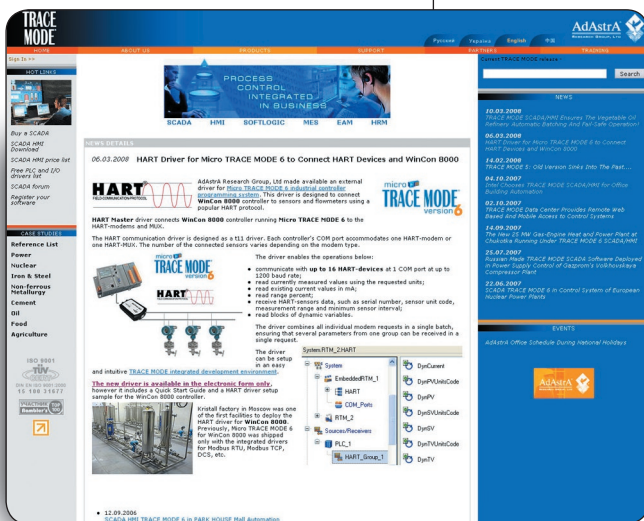 TRACE
MODE
AdAstrA
RESEARCH GROUP, LTD
Русский
Україна
English
中国
HOME
ABOUT US
PRODUCTS
SUPPORT
PARTNERS
TRAINING
Sign In >>
HOT LINKS
Buy a SCADA
SCADA HMI
Download
SCADA HMI price list
Free PLC and I/O
drivers list
SCADA forum
Register your
software
CASE STUDIES
Reference List
Power
Nuclear
Iron & Steel
Non-ferrous
Metallurgy
Cement
Oil
Food
Agriculture
ISO 9001
TÜV
15 100 31677
PROCESS
CONTROL
INTEGRATED
IN BUSINESS
SCADA HMI SOFTLOGIC MES EAM HRM
NEWS DETAILS
06.03.2008 HART Driver for Micro TRACE MODE 6 to Connect HART Devices and WinCon 8000
HART
FIELD COMMUNICATION PROTOCOL
AdAstrA Research Group, Ltd made available an external
driver for Micro TRACE MODE 6 industrial controller
programming system. This driver is designed to connect
WinCon 8000 controller to sensors and flowmeters using a
popular HART protocol.
micro
TRACE
MODE
version 6
HART Master driver connects WinCon 8000 controller running Micro TRACE MODE 6 to the
HART-modems and MUX.
The HART communication driver is designed as a t11 driver. Each controller's COM port accommodates one HART-modem or
one HART-MUX. The number of the connected sensors varies depending on the modem type.
micro
TRACE
MODE
version 6
HART
The driver enables the operations below:
• communicate with up to 16 HART-devices at 1 COM port at up to
1200 baud rate;
• read currently measured values using the requested units;
• read existing current values in mA;
• read range percent;
• receive HART-sensors data, such as serial number, sensor unit code,
measurement range and minimum sensor interval;
• read blocks of dynamic variables.
The driver combines all individual modem requests in a single batch,
ensuring that several parameters from one group can be received in a
single request.
The driver
can be setup
in an easy
and intuitive TRACE MODE integrated development environment.
The new driver is available in the electronic form only,
however it includes a Quick Start Guide and a HART driver setup
sample for the WinCon 8000 controller.
Kristall factory in Moscow was one
of the first facilities to deploy the
HART driver for WinCon 8000.
Previously, Micro TRACE MODE 6
for WinCon 8000 was shipped
only with the integrated drivers
for Modbus RTU, Modbus TCP,
DCS, etc.
System.RTM_2:HART
System
EmbeddedRTM_1
HART
COM_Ports
RTM_2
Sources/Receivers
PLC_1
HART_Group_1
DynCurrent
DynPVUnitsCode
DynPV
DynSVUnitsCode
DynSV
DynTVUnitsCode
DynTV
• 12.09.2006
SCADA HMI TRACE MODE 6 in PARK HOUSE Mall Automation
Current TRACE MODE release :
Search
NEWS
10.03.2008
TRACE MODE SCADA/HMI Ensures The Vegetable Oil
Refinery Automatic Batching And Fail-Safe Operation!
06.03.2008
HART Driver for Micro TRACE MODE 6 to Connect
HART Devices and WinCon 8000
14.02.2008
TRACE MODE 5: Old Version Sinks Into The Past....
04.10.2007
Intel Chooses TRACE MODE SCADA/HMI for Office
Building Automation
02.10.2007
TRACE MODE Data Center Provides Remote Web
Based And Mobile Access to Control Systems
14.09.2007
The New 25 MW Gas-Engine Heat and Power Plant at
Chukotka Running Under TRACE MODE 6 SCADA/HMI
25.07.2007
Russian Made TRACE MODE SCADA Software Deployed
in Power Supply Control of Gazprom's Volkhovskaya
Compressor Plant
22.06.2007
SCADA TRACE MODE 6 in Control System of European
Nuclear Power Plants
EVENTS
AdAstrA Office Schedule During National Holidays
AdAstrA